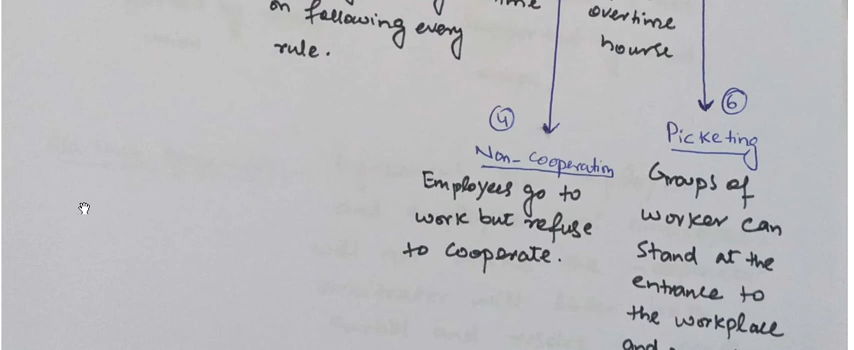 on following every
rule.
overtime
hourse
4
Non-cooperation
Employees go to
work but refuse
to cooperate.
6
Picketing
Groups of
worker can
Stand at the
entrance to
the workplace
and